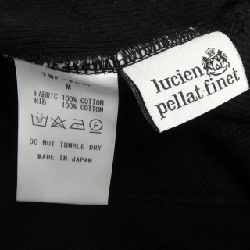 M
FABRIC 100% COTTON
RIB 100% COTTON
DO NOT TUMBLE DRY
MADE IN JAPAN
lucien
pellat-finet